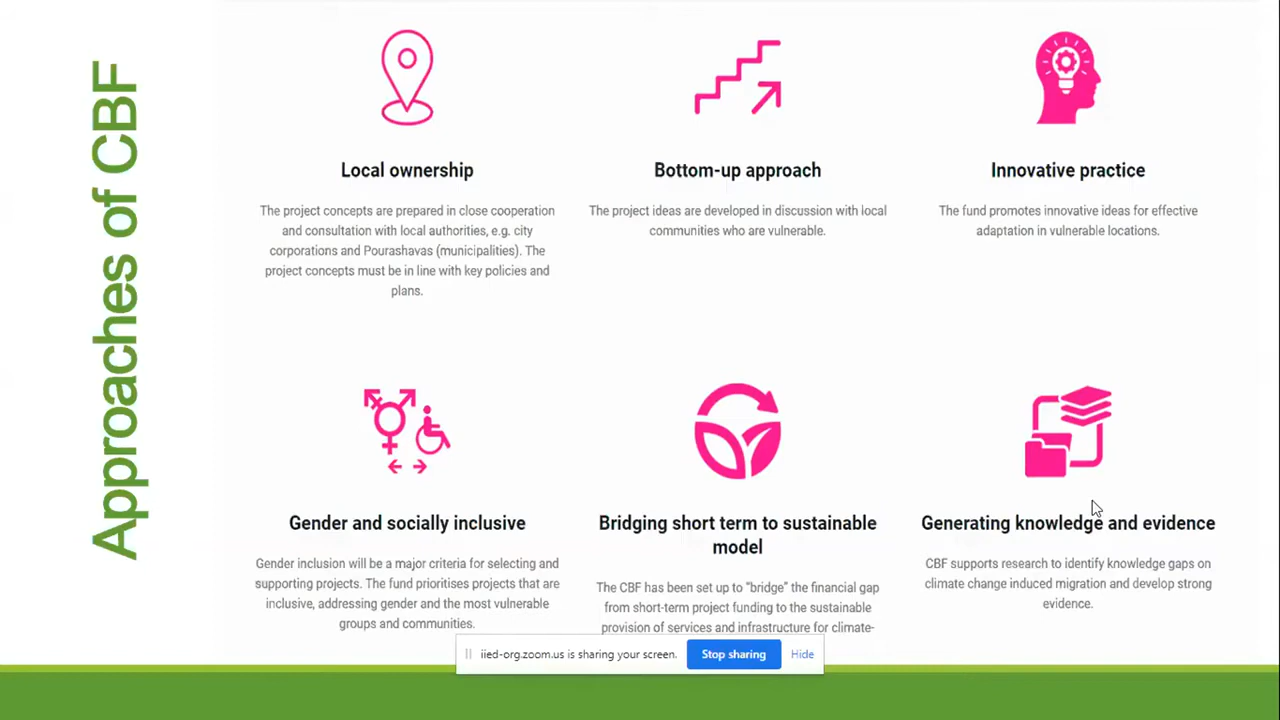 Approaches of CBF
Local ownership
The project concepts are prepared in close cooperation
and consultation with local authorities, e.g. city
corporations and Pourashavas (municipalities). The
project concepts must be in line with key policies and
plans.
Bottom-up approach
The project ideas are developed in discussion with local
communities who are vulnerable.
Innovative practice
The fund promotes innovative ideas for effective
adaptation in vulnerable locations.
Gender and socially inclusive
Gender inclusion will be a major criteria for selecting and
supporting projects. The fund prioritises projects that are
inclusive, addressing gender and the most vulnerable
groups and communities.
Bridging short term to sustainable
model
The CBF has been set up to “bridge” the financial gap
from short-term project funding to the sustainable
provision of services and infrastructure for climate-
Generating knowledge and evidence
CBF supports research to identify knowledge gaps on
climate change induced migration and develop strong
evidence.
iied-org.zoom.us is sharing your screen.
Stop sharing
Hide